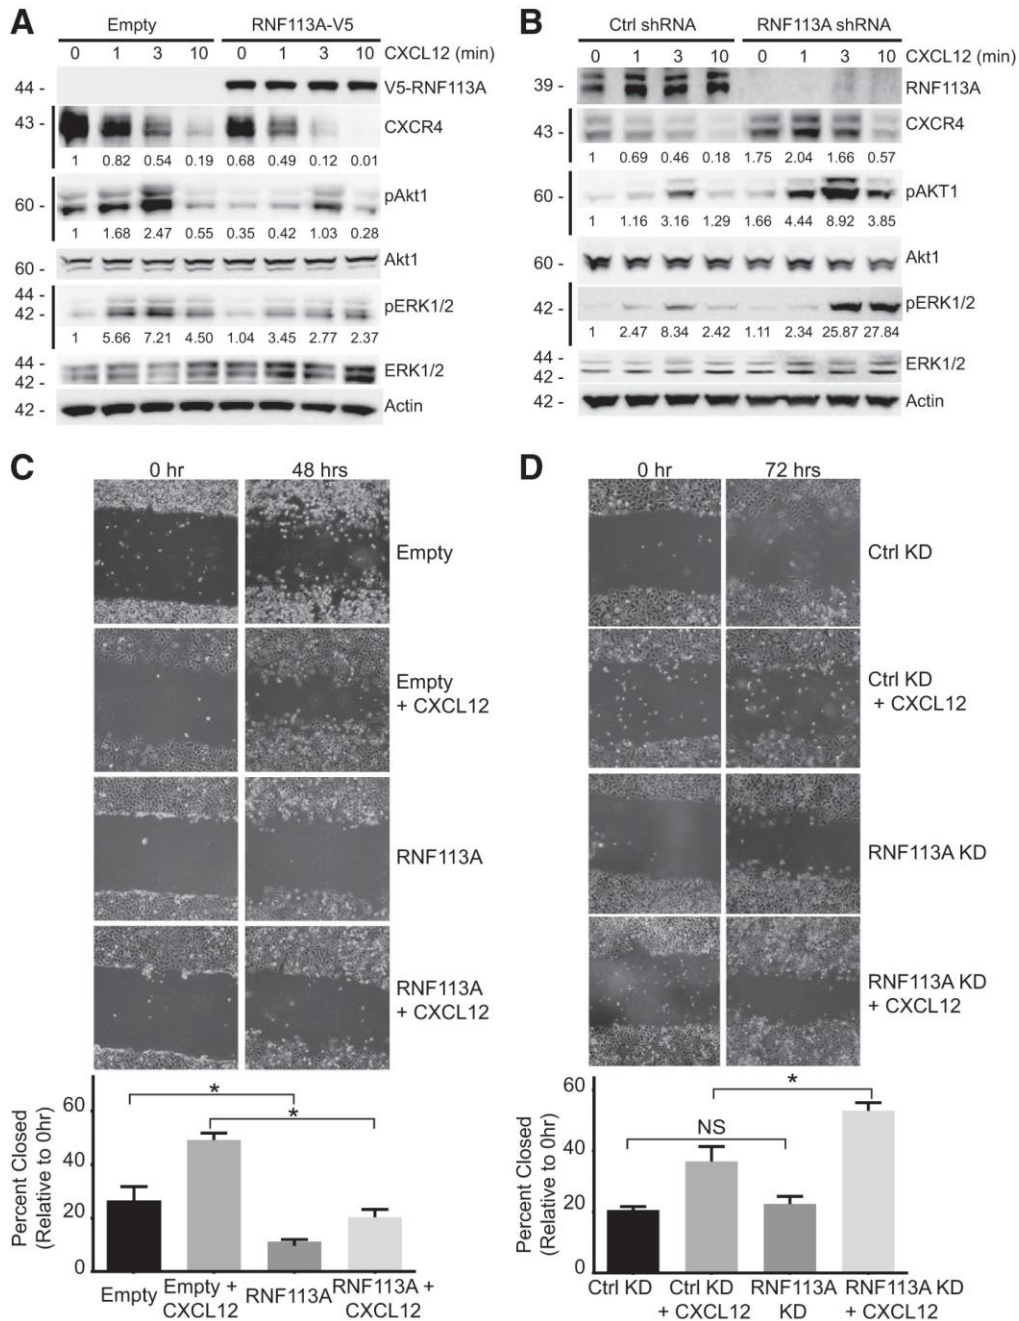 A
Empty RNF113A-V5
0 1 3 10 0 1 3 10 CXCL12 (min)
44 - V5-RNF113A
43 - CXCR4
1 0.82 0.54 0.19 0.68 0.49 0.12 0.01
pAkt1
60 -
1 1.68 2.47 0.55 0.35 0.42 1.03 0.28
Akt1
60 -
44 -
42 - pERK1/2
1 5.66 7.21 4.50 1.04 3.45 2.77 2.37
44 - ERK1/2
42 -
42 - Actin
B
Ctrl shRNA RNF113A shRNA
0 1 3 10 0 1 3 10 CXCL12 (min)
39 - RNF113A
CXCR4
43 -
1 0.69 0.46 0.18 1.75 2.04 1.66 0.57
pAKT1
60 -
1 1.16 3.16 1.29 1.66 4.44 8.92 3.85
60 - Akt1
42 - pERK1/2
1 2.47 8.34 2.42 1.11 2.34 25.87 27.84
44 - ERK1/2
42 -
42 - Actin
C
0 hr 48 hrs
Empty
Empty
+ CXCL12
RNF113A
RNF113A
+ CXCL12
Percent Closed
(Relative to 0hr)
60
40
20
0
* *
Empty Empty + RNF113A RNF113A +
CXCL12 CXCL12
D
0 hr 72 hrs
Ctrl KD
Ctrl KD
+ CXCL12
RNF113A KD
RNF113A KD
+ CXCL12
Percent Closed
(Relative to 0hr)
60
40
20
0
*
NS
Ctrl KD Ctrl KD RNF113A RNF113A KD
+ CXCL12 KD + CXCL12